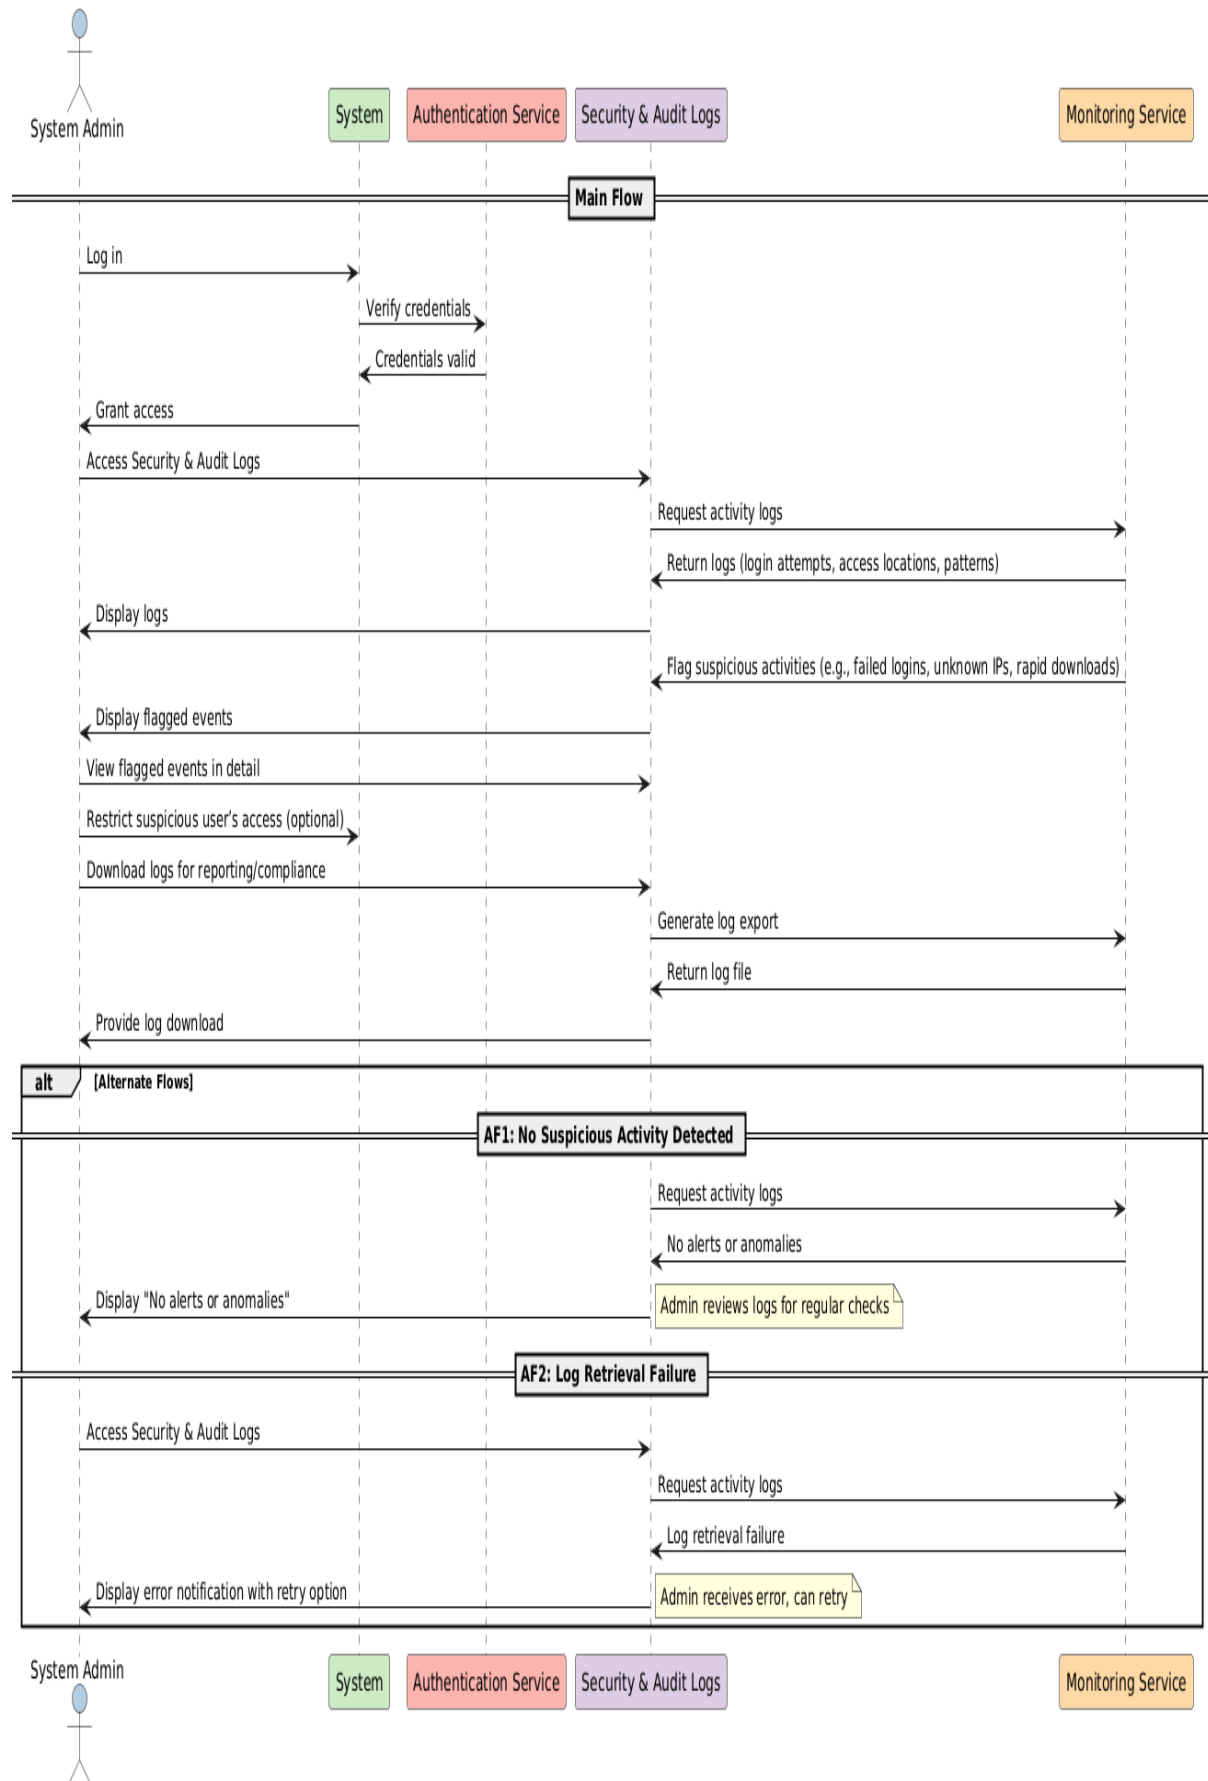 System Admin
System
Authentication Service
Security & Audit Logs
Monitoring Service
Main Flow
Log in
Verify credentials
Credentials valid
Grant access
Access Security & Audit Logs
Request activity logs
Return logs (login attempts, access locations, patterns)
Display logs
Flag suspicious activities (e.g., failed logins, unknown IPs, rapid downloads)
Display flagged events
View flagged events in detail
Restrict suspicious user’s access (optional)
Download logs for reporting/compliance
Generate log export
Return log file
Provide log download
alt [Alternate Flows]
AF1: No Suspicious Activity Detected
Request activity logs
No alerts or anomalies
Display "No alerts or anomalies"
Admin reviews logs for regular checks
AF2: Log Retrieval Failure
Access Security & Audit Logs
Request activity logs
Log retrieval failure
Display error notification with retry option
Admin receives error, can retry
System Admin
System
Authentication Service
Security & Audit Logs
Monitoring Service